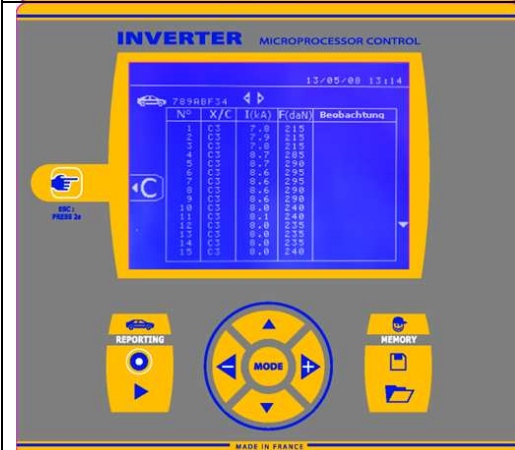 INVERTER MICROPROCESSOR CONTROL
13/05/08 13:14
789ABF34
N° X/C I(kA) F(daN) Beobachtung
1 C3 7.8 215
2 C3 7.9 215
3 C3 7.8 215
4 C3 8.7 285
5 C3 8.7 290
6 C3 8.6 295
7 C3 8.6 295
8 C3 8.6 290
9 C3 8.6 290
10 C3 8.0 240
11 C3 8.1 240
12 C3 8.0 235
13 C3 8.0 235
14 C3 8.0 235
15 C3 8.0 240
C
ESC :
PRESS 2s
REPORTING
MODE
MEMORY
MADE IN FRANCE